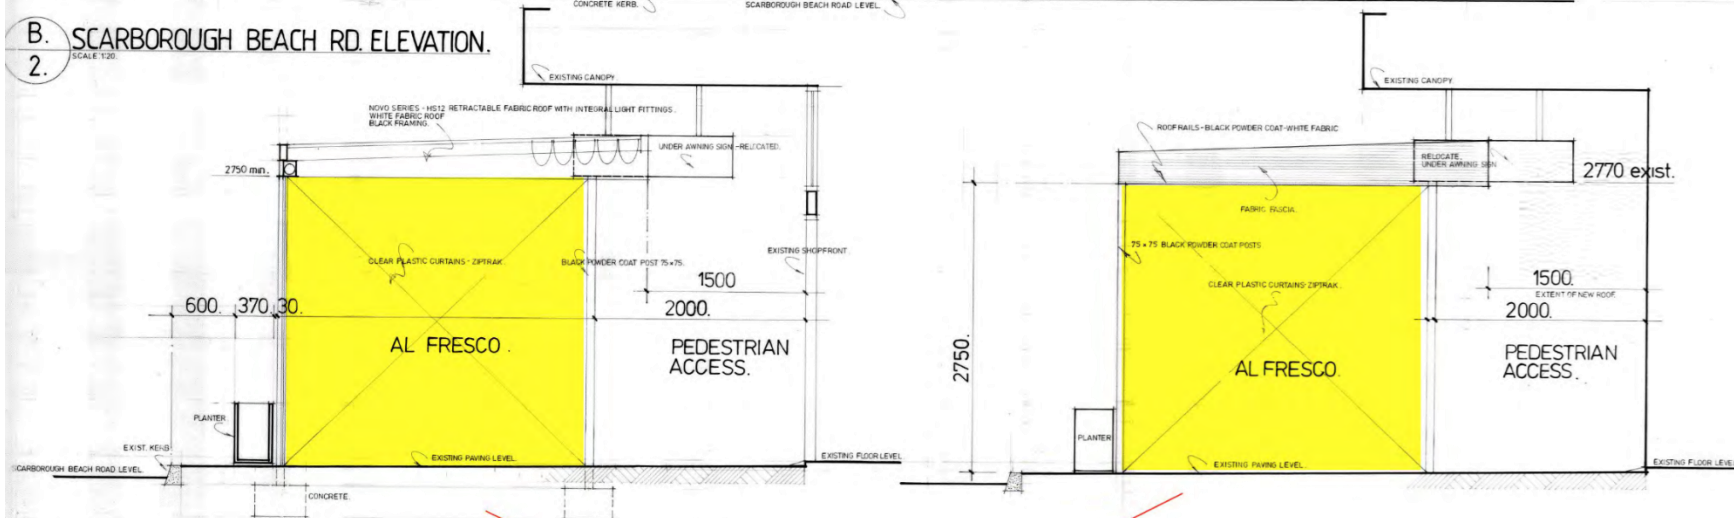 CONCRETE KERB.
SCARBOROUGH BEACH ROAD LEVEL.
B.
2.
SCARBOROUGH BEACH RD. ELEVATION.
SCALE 1:20.
EXISTING CANOPY.
NOVO SERIES - HS12 RETRACTABLE FABRIC ROOF WITH INTEGRAL LIGHT FITTINGS.
WHITE FABRIC ROOF
BLACK FRAMING.
UNDER AWNING SIGN - RELOCATED.
2750 min.
CLEAR PLASTIC CURTAINS - ZIPTRAK.
BLACK POWDER COAT POST 75×75.
EXISTING SHOPFRONT.
1500
600.
370.
30.
2000.
AL FRESCO.
PEDESTRIAN
ACCESS.
PLANTER
EXIST. KERB
SCARBOROUGH BEACH ROAD LEVEL.
EXISTING PAVING LEVEL.
EXISTING FLOOR LEVEL
CONCRETE.
EXISTING CANOPY
ROOF RAILS - BLACK POWDER COAT - WHITE FABRIC
RELOCATE.
UNDER AWNING SIGN
2770 exist.
FABRIC FASCIA.
75 × 75 BLACK POWDER COAT POSTS
CLEAR PLASTIC CURTAINS - ZIPTRAK.
1500.
EXTENT OF NEW ROOF.
2000.
2750.
AL FRESCO.
PEDESTRIAN
ACCESS.
PLANTER
EXISTING PAVING LEVEL.
EXISTING FLOOR LEVE